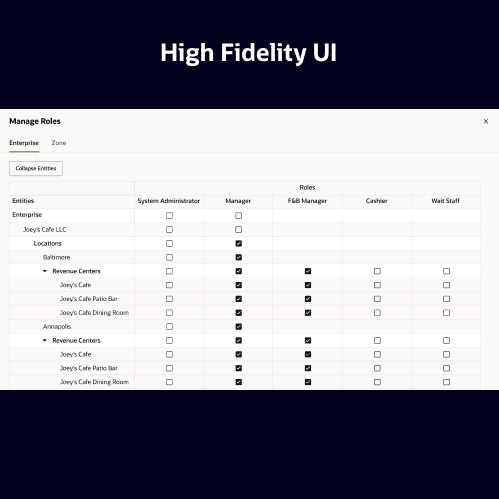 High Fidelity UI
Manage Roles
Enterprise Zone
Collapse Entities
Roles
Entities System Administrator Manager F&B Manager Cashier Wait Staff
Enterprise
Joey's Cafe LLC
Locations
Baltimore
Revenue Centers
Joey's Cafe
Joey's Cafe Patio Bar
Joey's Cafe Dining Room
Annapolis
Revenue Centers
Joey's Cafe
Joey's Cafe Patio Bar
Joey's Cafe Dining Room